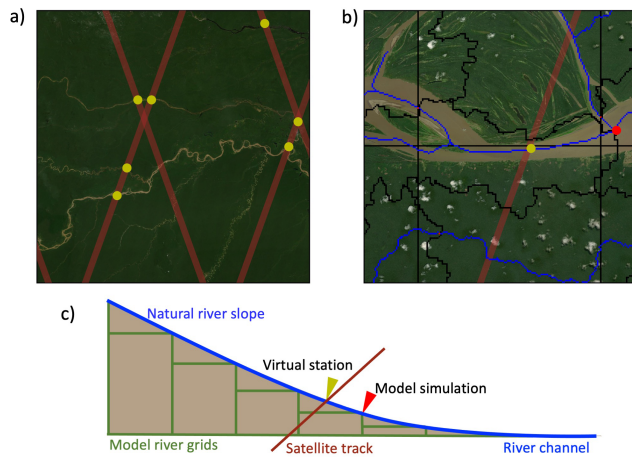 a)
b)
c)
Natural river slope
Virtual station
Model simulation
Model river grids
Satellite track
River channel